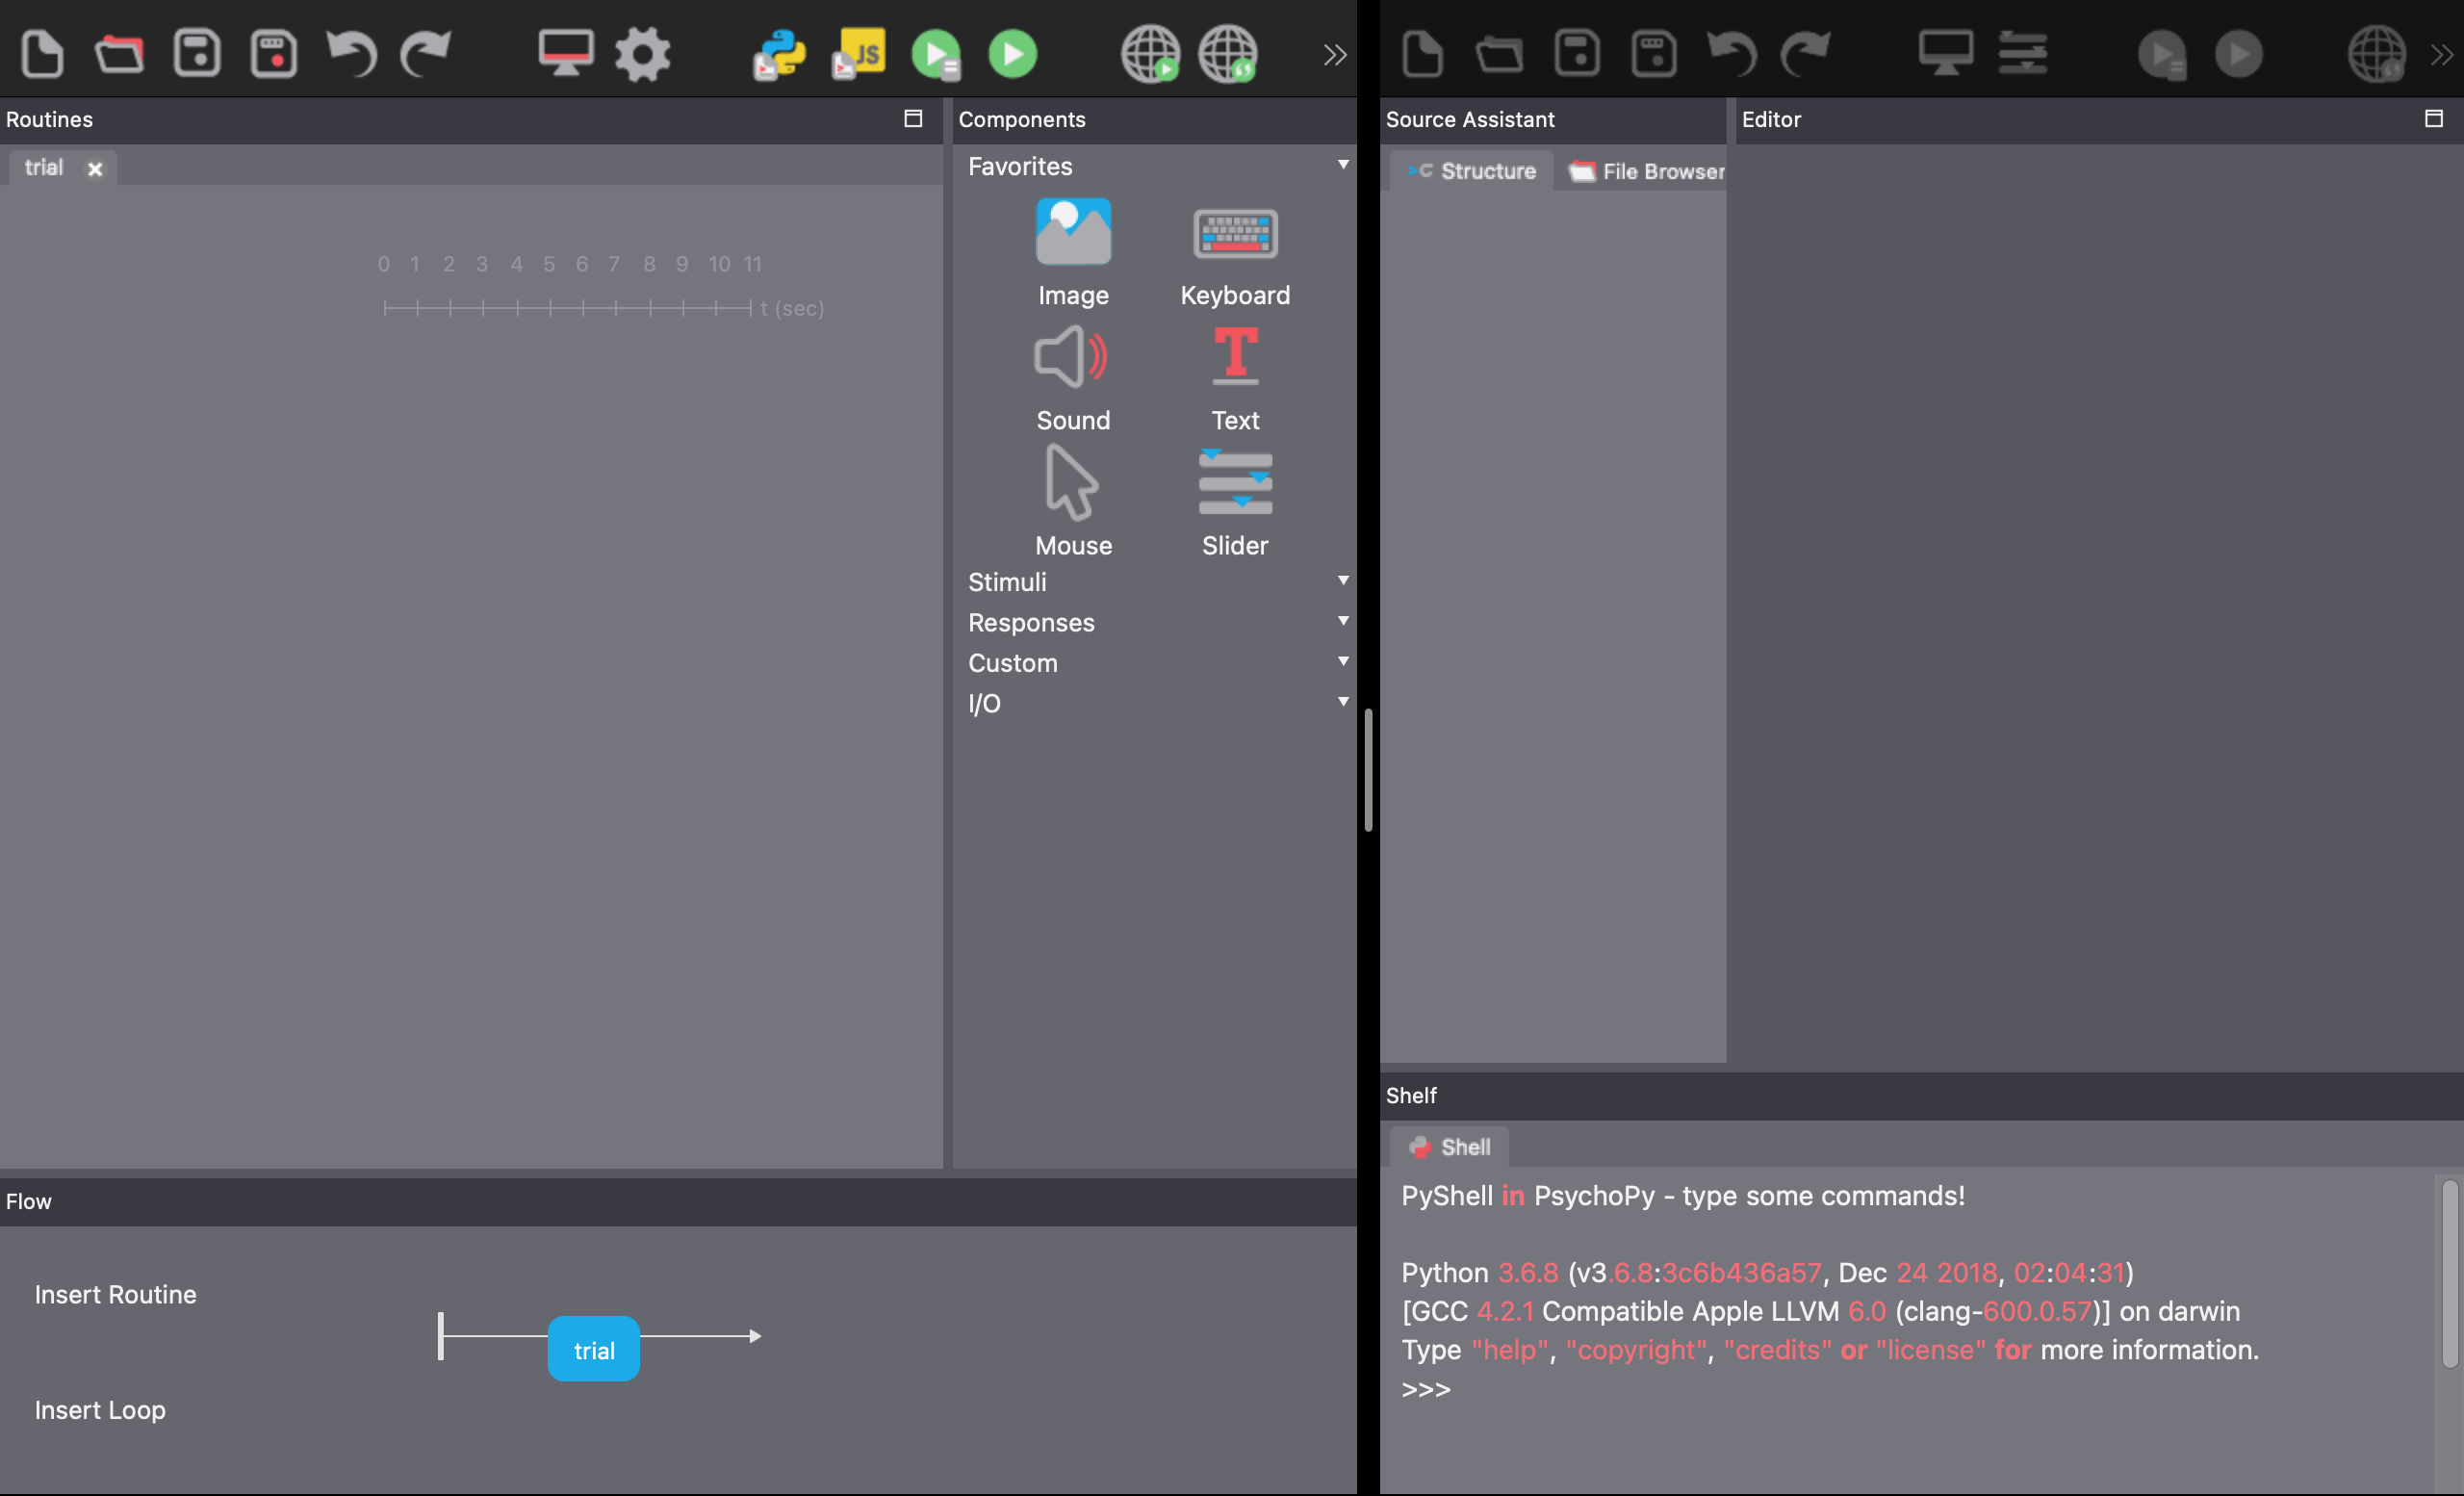 JS
Routines
trial
0 1 2 3 4 5 6 7 8 9 10 11
t (sec)
Components
Favorites
Image Keyboard
Sound Text
Mouse Slider
Stimuli
Responses
Custom
I/O
Flow
Insert Routine
trial
Insert Loop
Source Assistant
Structure File Browser
Editor
Shelf
Shell
PyShell in PsychoPy - type some commands!
Python 3.6.8 (v3.6.8:3c6b436a57, Dec 24 2018, 02:04:31)
[GCC 4.2.1 Compatible Apple LLVM 6.0 (clang-600.0.57)] on darwin
Type "help", "copyright", "credits" or "license" for more information.
>>>